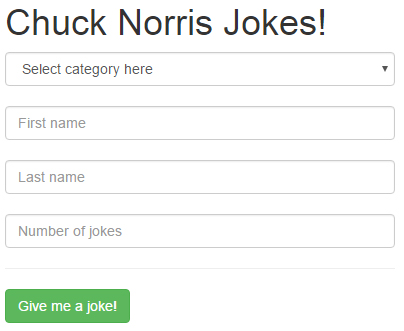 Chuck Norris Jokes!
Select category here
First name
Last name
Number of jokes
Give me a joke!